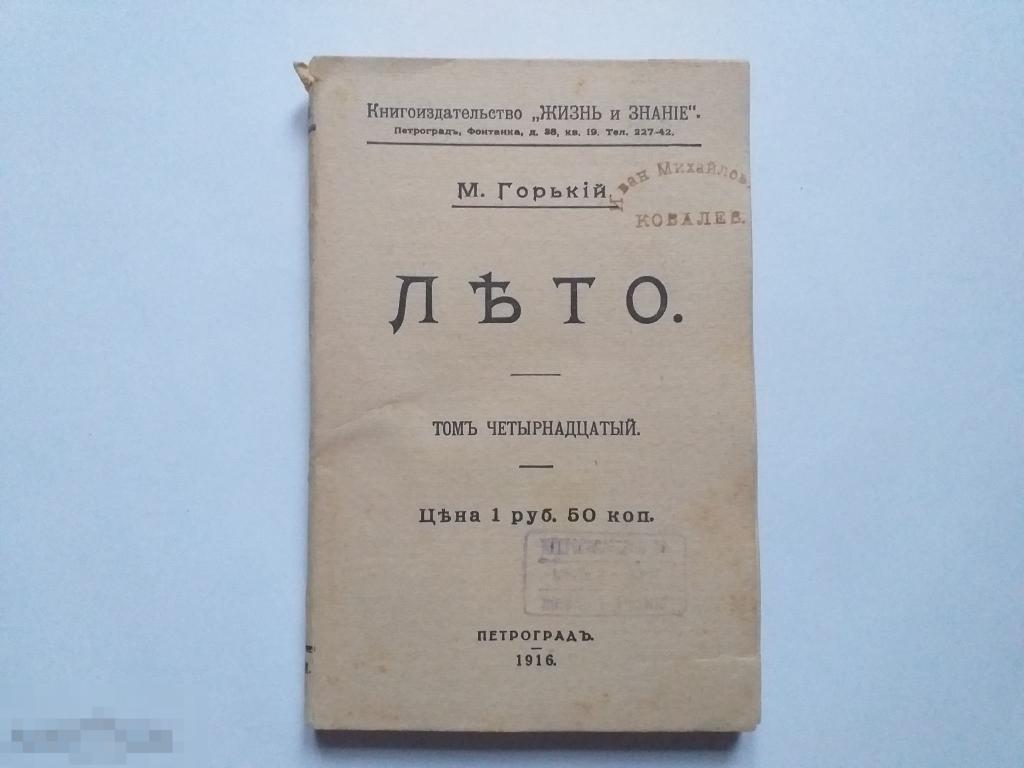 Книгоиздательство „ЖИЗНЬ и ЗНАНІЕ".
Петроградъ, Фонтанка, д. 38, кв. 19. Тел. 227-42.
М. Горькій.
Иван Михайлов.
КОВАЛЕВ.
ЛѢТО.
ТОМЪ ЧЕТЫРНАДЦАТЫЙ.
Цѣна 1 руб. 50 коп.
ПЕТРОГРАДЪ.
1916.